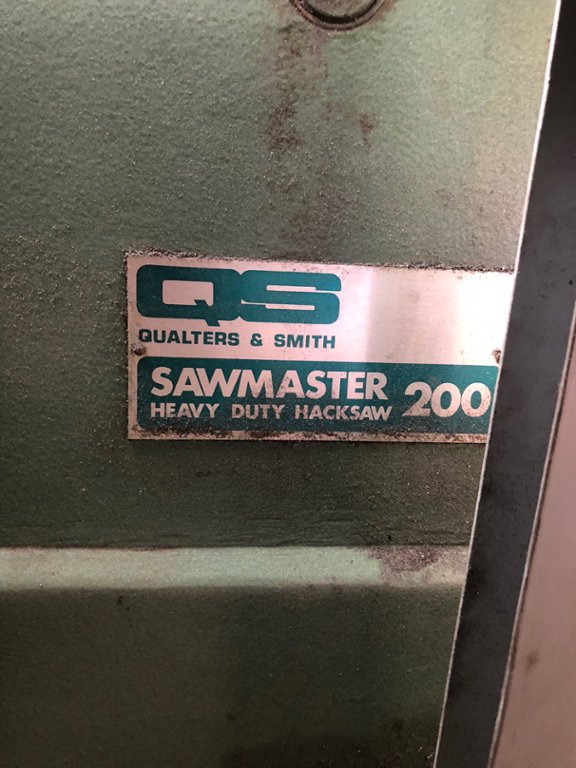 QS
QUALTERS & SMITH
SAWMASTER 200
HEAVY DUTY HACKSAW